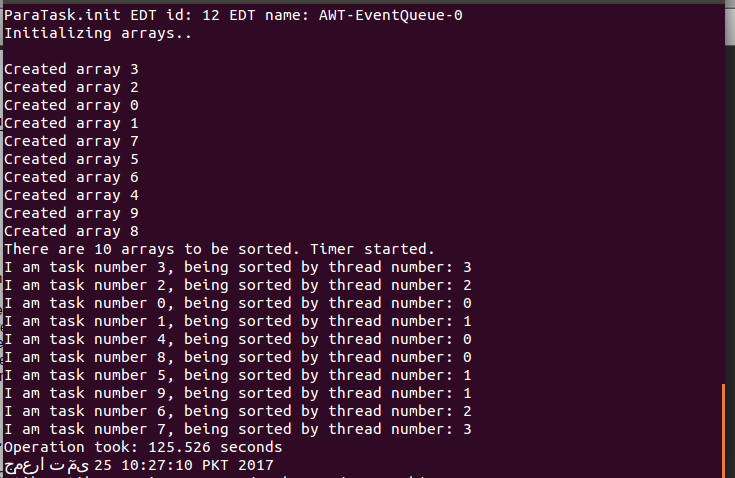 ParaTask.init EDT id: 12 EDT name: AWT-EventQueue-0
Initializing arrays..
Created array 3
Created array 2
Created array 0
Created array 1
Created array 7
Created array 5
Created array 6
Created array 4
Created array 9
Created array 8
There are 10 arrays to be sorted. Timer started.
I am task number 3, being sorted by thread number: 3
I am task number 2, being sorted by thread number: 2
I am task number 0, being sorted by thread number: 0
I am task number 1, being sorted by thread number: 1
I am task number 4, being sorted by thread number: 0
I am task number 8, being sorted by thread number: 0
I am task number 5, being sorted by thread number: 1
I am task number 9, being sorted by thread number: 1
I am task number 6, being sorted by thread number: 2
I am task number 7, being sorted by thread number: 3
Operation took: 125.526 seconds
جمعرات مئی 25 10:27:10 PKT 2017